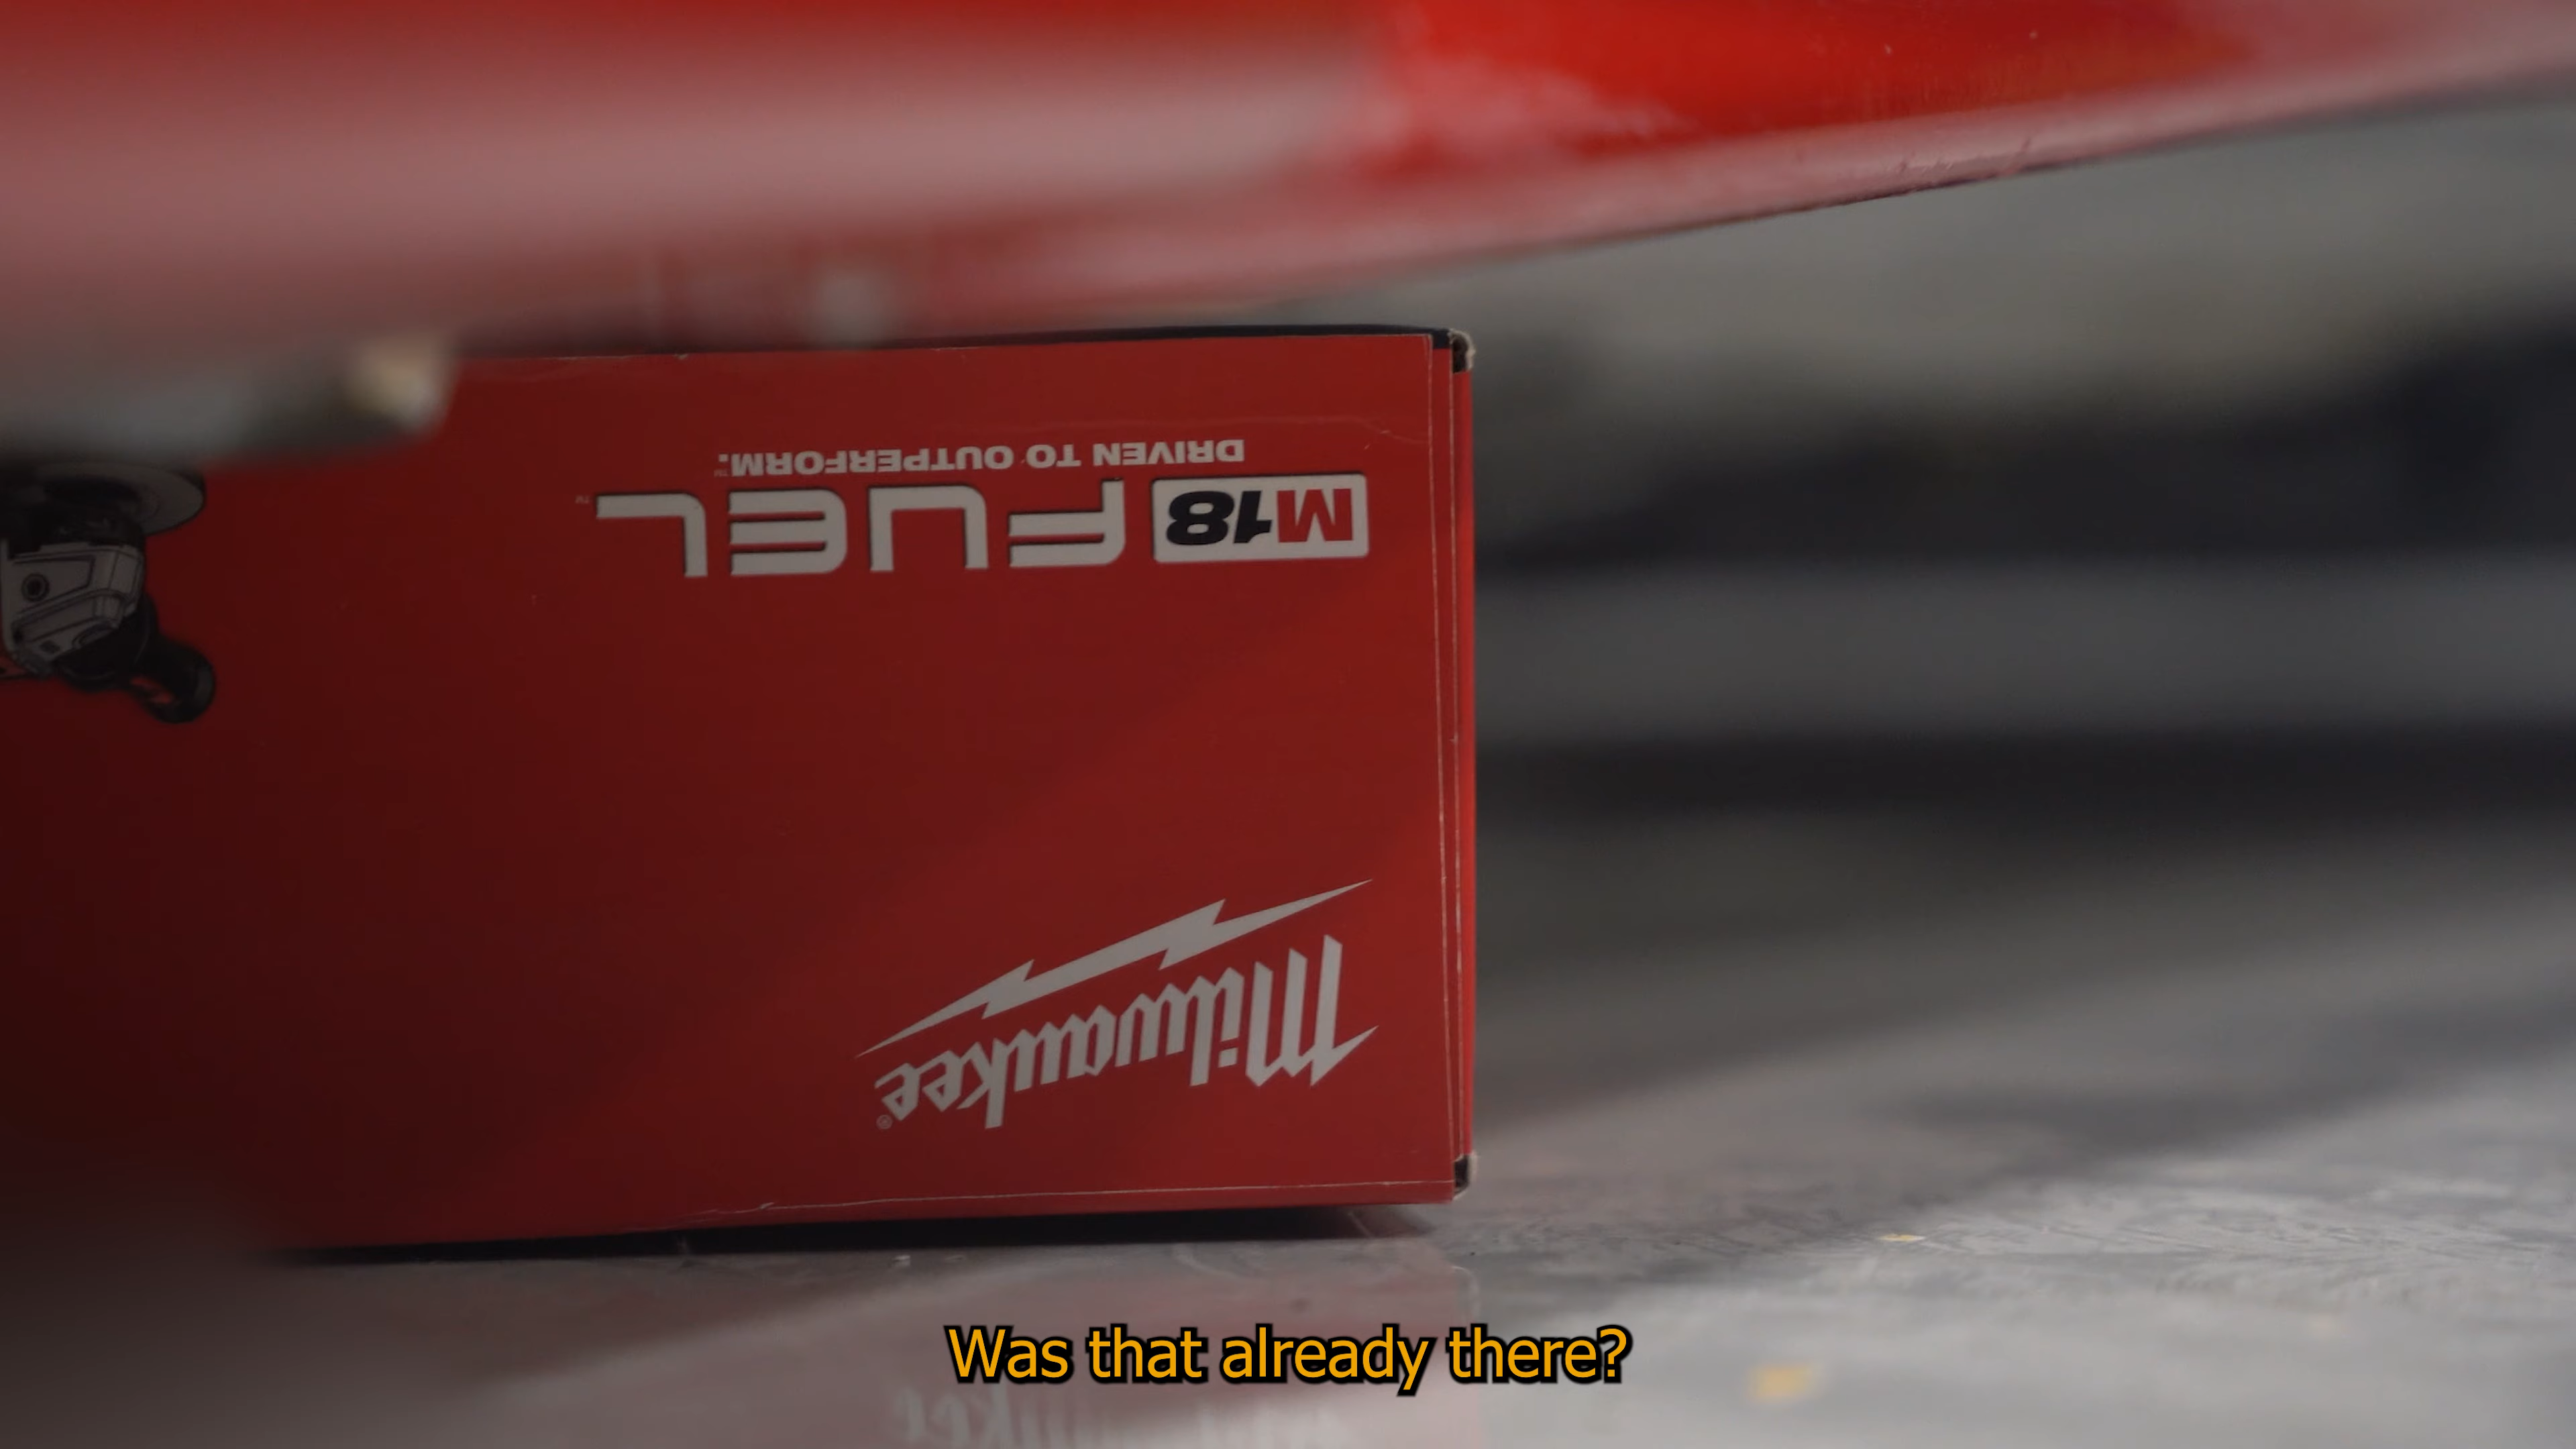 DRIVEN TO OUTPERFORM.™
M18 FUEL™
Milwaukee®
Was that already there?